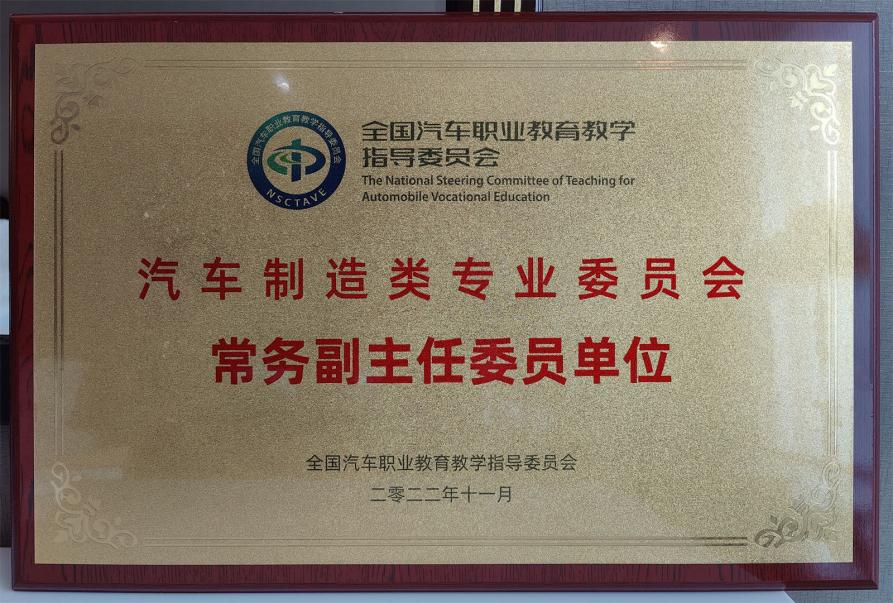 全国汽车职业教育教学指导委员会
NSCTAVE
全国汽车职业教育教学
指导委员会
The National Steering Committee of Teaching for
Automobile Vocational Education
汽车制造类专业委员会
常务副主任委员单位
全国汽车职业教育教学指导委员会
二零二二年十一月